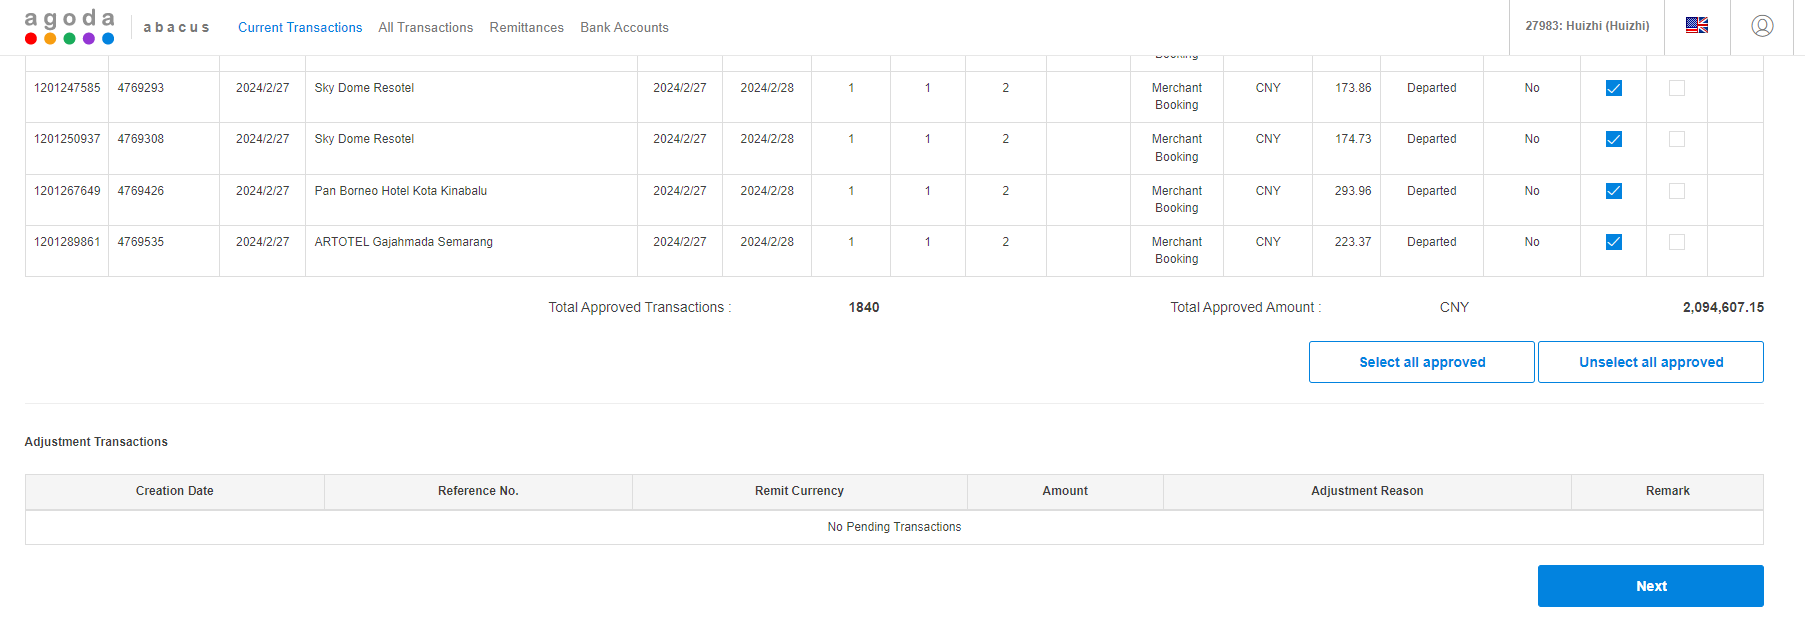 agoda
abacus
Current Transactions All Transactions Remittances Bank Accounts
27983: Huizhi (Huizhi)
Booking
1201247585 4769293 2024/2/27 Sky Dome Resotel 2024/2/27 2024/2/28 1 1 2 Merchant Booking CNY 173.86 Departed No
1201250937 4769308 2024/2/27 Sky Dome Resotel 2024/2/27 2024/2/28 1 1 2 Merchant Booking CNY 174.73 Departed No
1201267649 4769426 2024/2/27 Pan Borneo Hotel Kota Kinabalu 2024/2/27 2024/2/28 1 1 2 Merchant Booking CNY 293.96 Departed No
1201289861 4769535 2024/2/27 ARTOTEL Gajahmada Semarang 2024/2/27 2024/2/28 1 1 2 Merchant Booking CNY 223.37 Departed No
Total Approved Transactions : 1840 Total Approved Amount : CNY 2,094,607.15
Select all approved Unselect all approved
Adjustment Transactions
Creation Date Reference No. Remit Currency Amount Adjustment Reason Remark
No Pending Transactions
Next